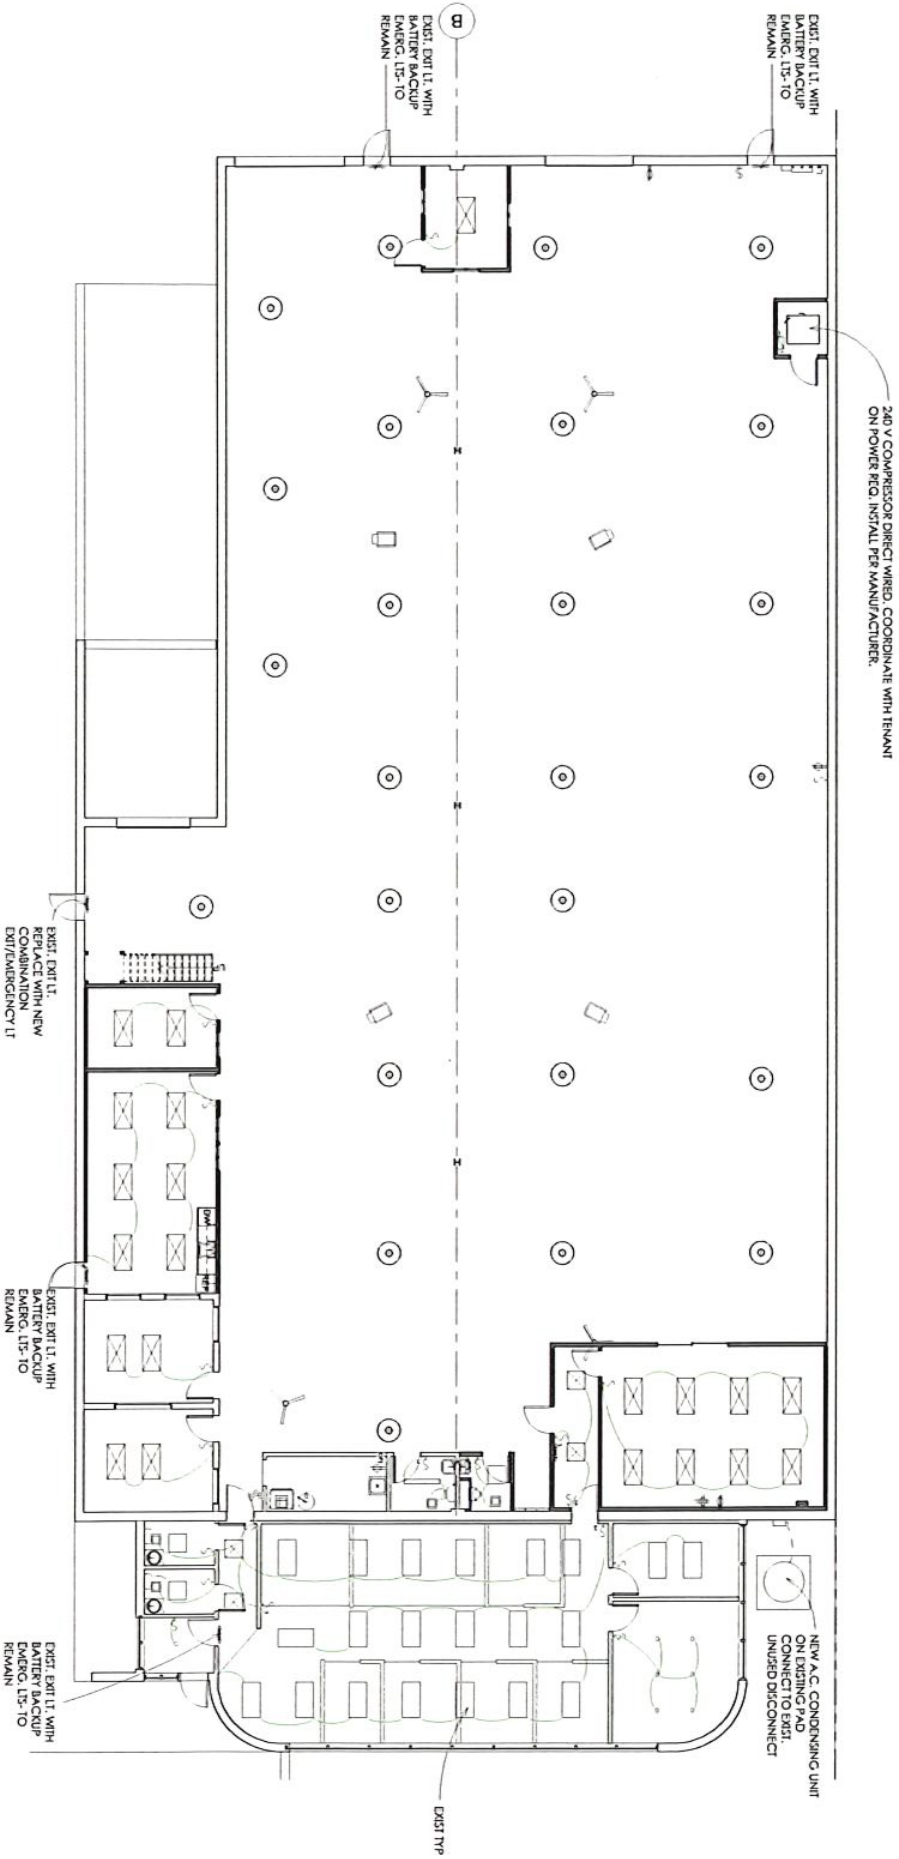 EXIST. EXIT LT. WITH
BATTERY BACKUP
EMERG. LTS- TO
REMAIN
B
EXIST. EXIT LT. WITH
BATTERY BACKUP
EMERG. LTS- TO
REMAIN
240 V COMPRESSOR DIRECT WIRED. COORDINATE WITH TENANT
ON POWER REQ. INSTALL PER MANUFACTURER.
EXIST. EXIT LT.
REPLACE WITH NEW
COMBINATION
EXIT/EMERGENCY LT
DW
REF
EXIST. EXIT LT. WITH
BATTERY BACKUP
EMERG. LTS- TO
REMAIN
EXIST. EXIT LT. WITH
BATTERY BACKUP
EMERG. LTS- TO
REMAIN
NEW A.C. CONDENSING UNIT
ON EXISTING PAD
CONNECT TO EXIST.
UNUSED DISCONNECT
EXIST TYP